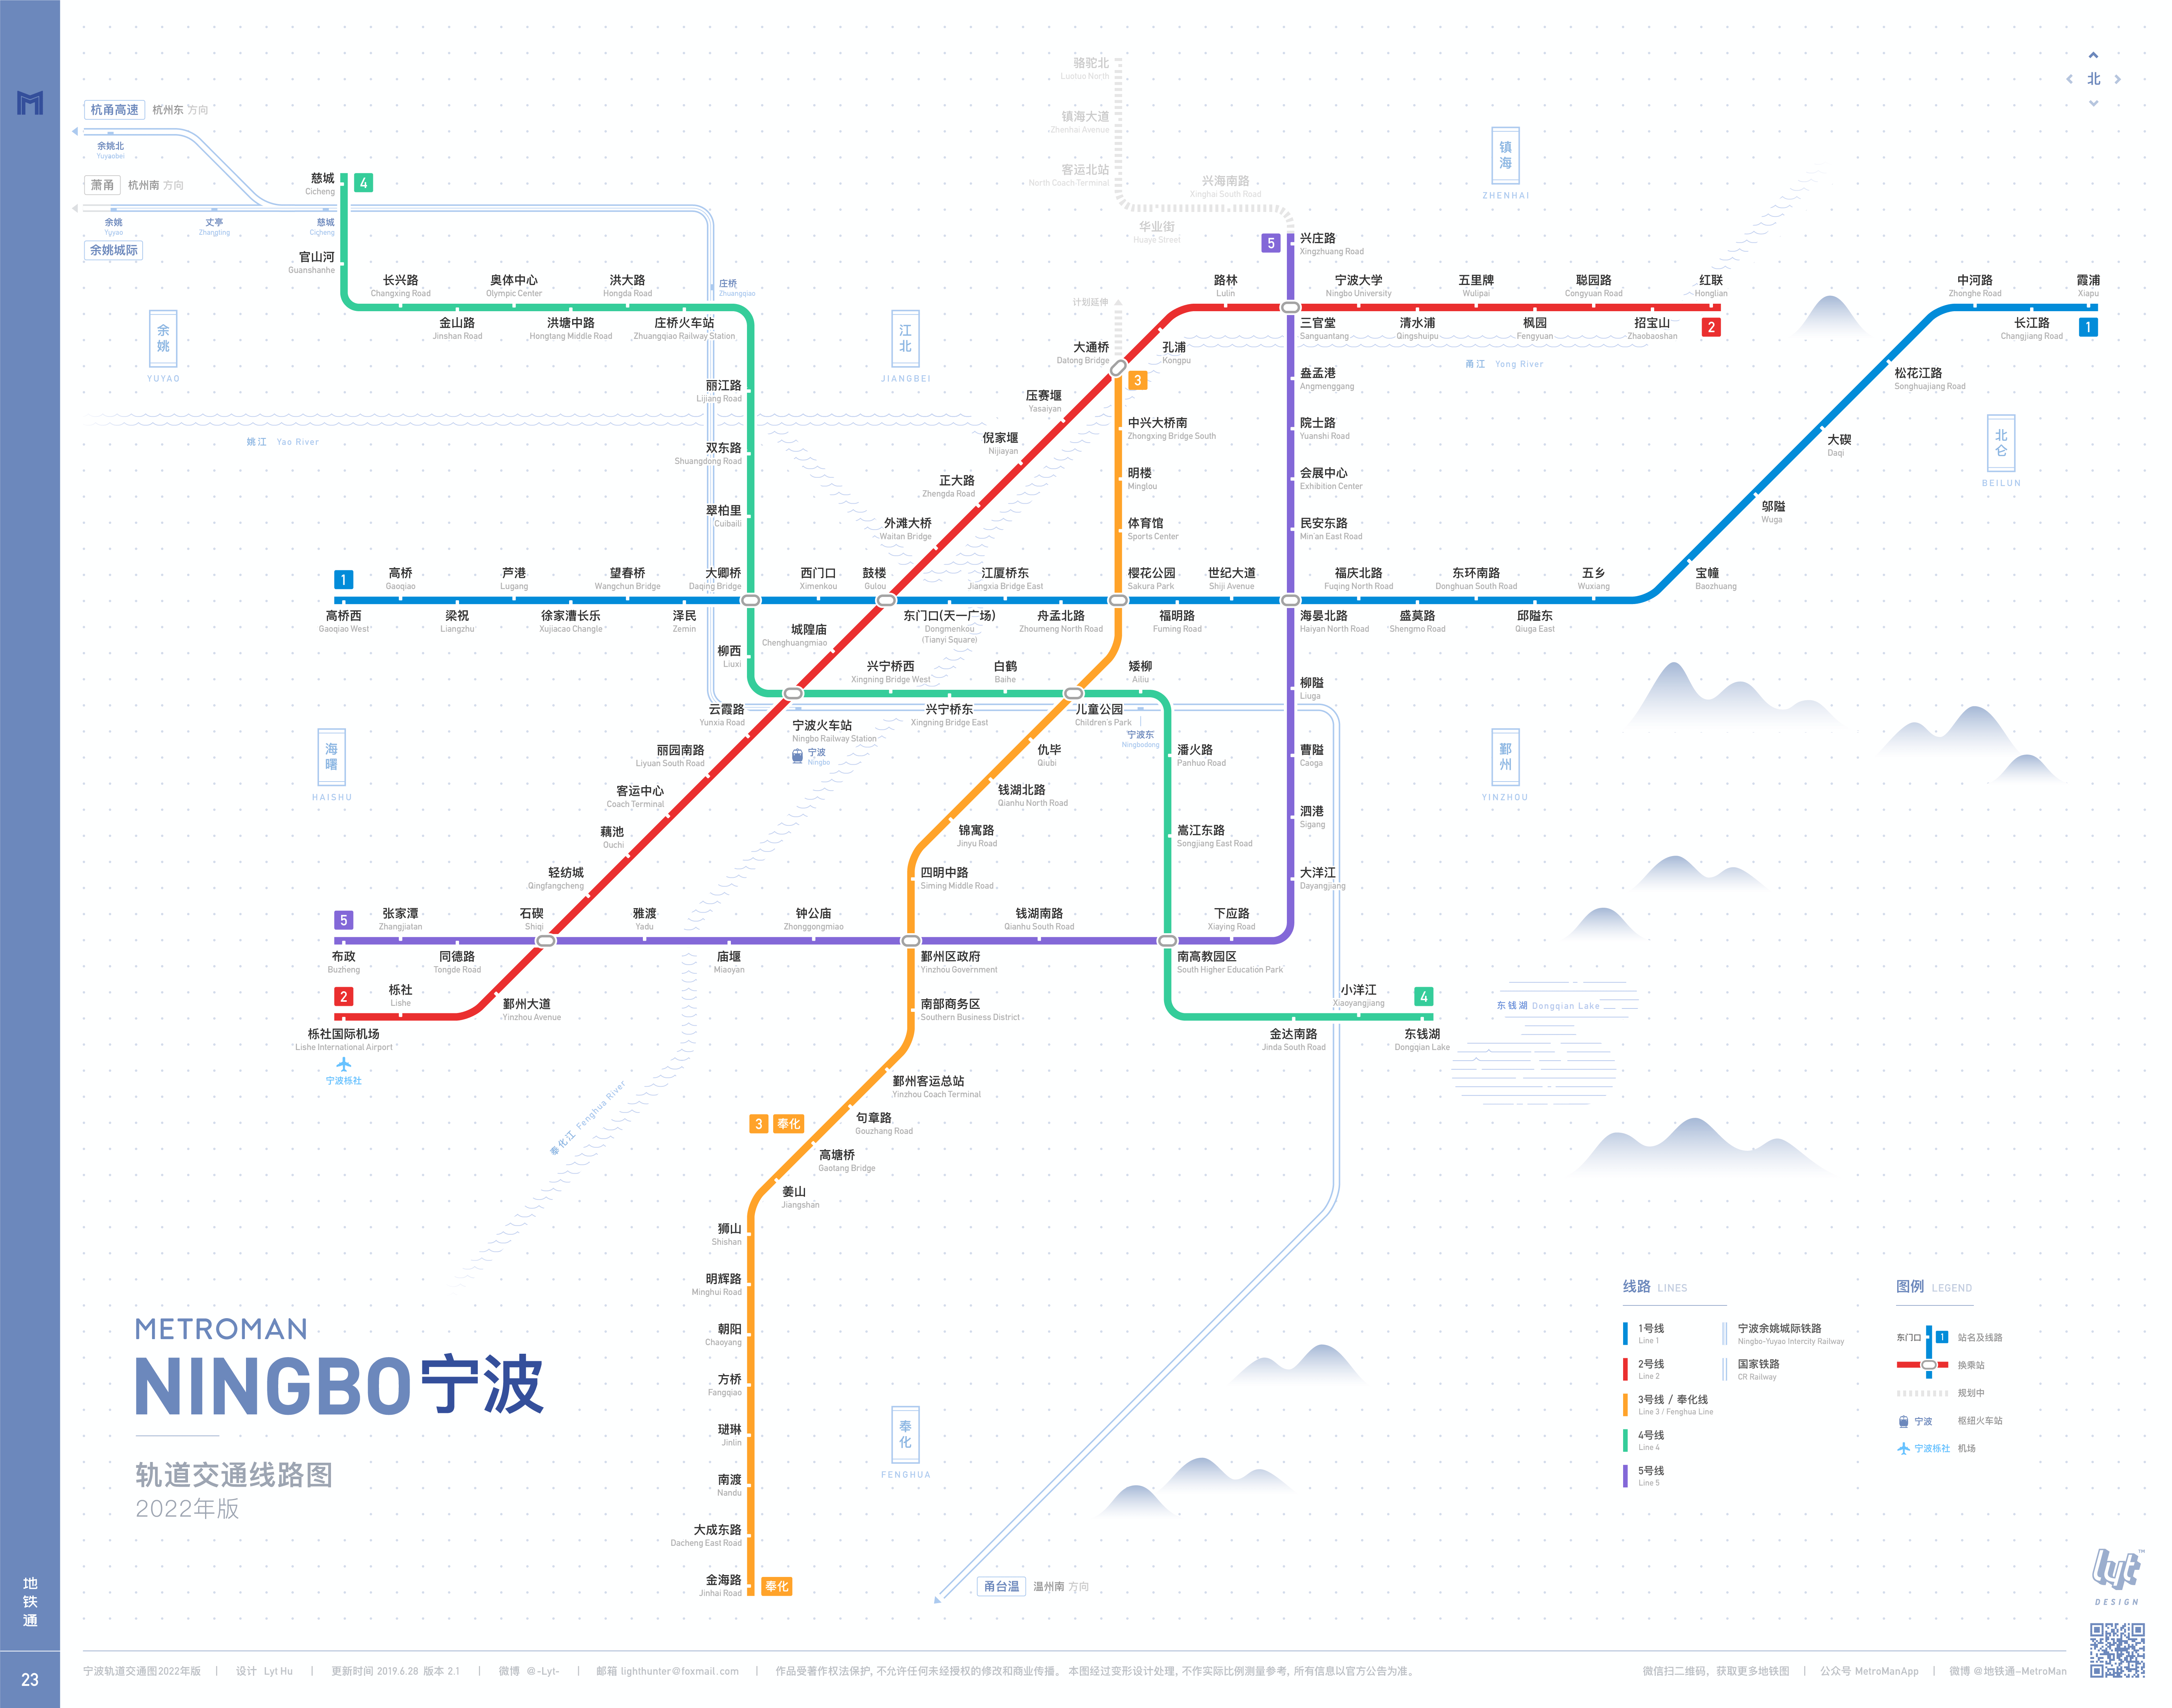 杭甬高速 杭州东 方向
余姚北
Yuyaobei
萧甬 杭州南 方向
余姚
Yuyao
丈亭
Zhangting
慈城
Cicheng
余姚城际
慈城
Cicheng
4
官山河
Guanshanhe
长兴路
Changxing Road
金山路
Jinshan Road
奥体中心
Olympic Center
洪塘中路
Hongtang Middle Road
洪大路
Hongda Road
庄桥火车站
Zhuangqiao Railway Station
庄桥
Zhuangqiao
丽江路
Lijiang Road
双东路
Shuangdong Road
翠柏里
Cuibaili
大卿桥
Daqing Bridge
柳西
Liuxi
骆驼北
Luotuo North
镇海大道
Zhenhai Avenue
客运北站
North Coach Terminal
兴海南路
Xinghai South Road
华业街
Huaye Street
计划延伸
北
镇海
ZHENHAI
余姚
YUYAO
江北
JIANGBEI
北仑
BEILUN
海曙
HAISHU
鄞州
YINZHOU
奉化
FENGHUA
姚江 Yao River
甬江 Yong River
奉化江 Fenghua River
东钱湖 Dongqian Lake
5
兴庄路
Xingzhuang Road
路林
Lulin
三官堂
Sanguantang
宁波大学
Ningbo University
清水浦
Qingshuipu
五里牌
Wulipai
枫园
Fengyuan
聪园路
Congyuan Road
招宝山
Zhaobaoshan
红联
Honglian
2
中河路
Zhonghe Road
长江路
Changjiang Road
霞浦
Xiapu
1
松花江路
Songhuajiang Road
大碶
Daqi
邬隘
Wuga
宝幢
Baozhuang
大通桥
Datong Bridge
孔浦
Kongpu
3
压赛堰
Yasaiyan
倪家堰
Nijiayan
正大路
Zhengda Road
外滩大桥
Waitan Bridge
中兴大桥南
Zhongxing Bridge South
明楼
Minglou
体育馆
Sports Center
樱花公园
Sakura Park
盎孟港
Angmenggang
院士路
Yuanshi Road
会展中心
Exhibition Center
民安东路
Min'an East Road
1
高桥西
Gaoqiao West
高桥
Gaoqiao
梁祝
Liangzhu
芦港
Lugang
徐家漕长乐
Xujiacao Changle
望春桥
Wangchun Bridge
泽民
Zemin
西门口
Ximenkou
鼓楼
Gulou
东门口(天一广场)
Dongmenkou
(Tianyi Square)
江厦桥东
Jiangxia Bridge East
舟孟北路
Zhoumeng North Road
福明路
Fuming Road
世纪大道
Shiji Avenue
海晏北路
Haiyan North Road
福庆北路
Fuqing North Road
盛莫路
Shengmo Road
东环南路
Donghuan South Road
邱隘东
Qiuga East
五乡
Wuxiang
城隍庙
Chenghuangmiao
兴宁桥西
Xingning Bridge West
兴宁桥东
Xingning Bridge East
白鹤
Baihe
儿童公园
Children's Park
矮柳
Ailiu
宁波东
Ningbodong
云霞路
Yunxia Road
宁波火车站
Ningbo Railway Station
宁波
Ningbo
丽园南路
Liyuan South Road
客运中心
Coach Terminal
藕池
Ouchi
轻纺城
Qingfangcheng
仇毕
Qiubi
钱湖北路
Qianhu North Road
锦寓路
Jinyu Road
四明中路
Siming Middle Road
潘火路
Panhuo Road
嵩江东路
Songjiang East Road
柳隘
Liuga
曹隘
Caoga
泗港
Sigang
大洋江
Dayangjiang
5
布政
Buzheng
张家潭
Zhangjiatan
同德路
Tongde Road
石碶
Shiqi
雅渡
Yadu
庙堰
Miaoyan
钟公庙
Zhonggongmiao
鄞州区政府
Yinzhou Government
钱湖南路
Qianhu South Road
南高教园区
South Higher Education Park
下应路
Xiaying Road
2
栎社国际机场
Lishe International Airport
宁波栎社
栎社
Lishe
鄞州大道
Yinzhou Avenue
南部商务区
Southern Business District
金达南路
Jinda South Road
小洋江
Xiaoyangjiang
东钱湖
Dongqian Lake
4
鄞州客运总站
Yinzhou Coach Terminal
句章路
Gouzhang Road
高塘桥
Gaotang Bridge
姜山
Jiangshan
3 奉化
狮山
Shishan
明辉路
Minghui Road
朝阳
Chaoyang
方桥
Fangqiao
琎琳
Jinlin
南渡
Nandu
大成东路
Dacheng East Road
金海路
Jinhai Road
奉化
甬台温 温州南 方向
METROMAN
NINGBO宁波
轨道交通线路图
2022年版
线路 LINES
1号线
Line 1
2号线
Line 2
3号线 / 奉化线
Line 3 / Fenghua Line
4号线
Line 4
5号线
Line 5
宁波余姚城际铁路
Ningbo-Yuyao Intercity Railway
国家铁路
CR Railway
图例 LEGEND
东门口 1 站名及线路
换乘站
规划中
宁波 枢纽火车站
宁波栎社 机场
lyt TM
DESIGN
地铁通
23
宁波轨道交通图2022年版 | 设计 Lyt Hu | 更新时间 2019.6.28 版本 2.1 | 微博 @-Lyt- | 邮箱 lighthunter@foxmail.com | 作品受著作权法保护, 不允许任何未经授权的修改和商业传播。 本图经过变形设计处理, 不作实际比例测量参考, 所有信息以官方公告为准。
微信扫二维码, 获取更多地铁图 | 公众号 MetroManApp | 微博 @地铁通-MetroMan